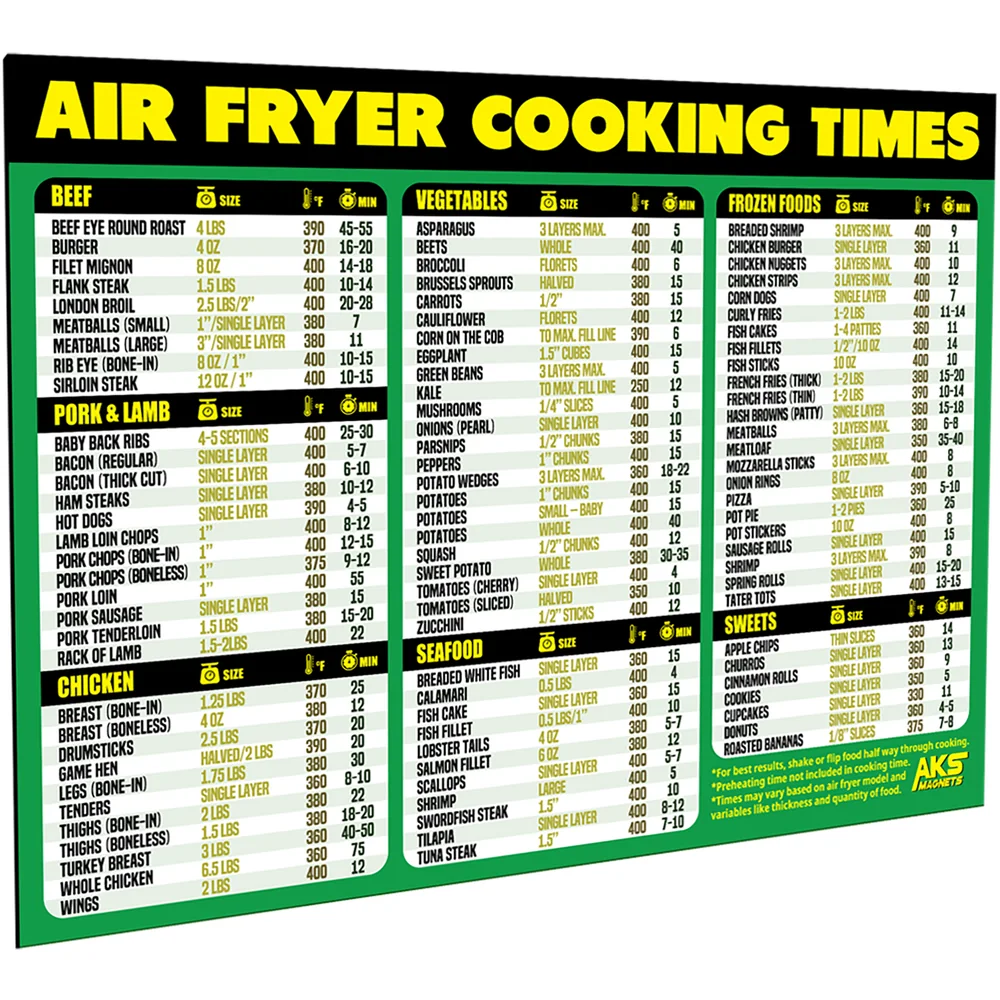 AIR FRYER COOKING TIMES
BEEF SIZE °F MIN
BEEF EYE ROUND ROAST 4 LBS 390 45-55
BURGER 4 OZ 370 16-20
FILET MIGNON 8 OZ 400 14-18
FLANK STEAK 1.5 LBS 400 10-14
LONDON BROIL 2.5 LBS/2" 400 20-28
MEATBALLS (SMALL) 1"/SINGLE LAYER 380 7
MEATBALLS (LARGE) 3"/SINGLE LAYER 380 11
RIB EYE (BONE-IN) 8 OZ / 1" 400 10-15
SIRLOIN STEAK 12 OZ / 1" 400 10-15
PORK & LAMB SIZE °F MIN
BABY BACK RIBS 4-5 SECTIONS 400 25-30
BACON (REGULAR) SINGLE LAYER 400 5-7
BACON (THICK CUT) SINGLE LAYER 400 6-10
HAM STEAKS SINGLE LAYER 380 10-12
HOT DOGS SINGLE LAYER 390 4-5
LAMB LOIN CHOPS 1" 400 8-12
PORK CHOPS (BONE-IN) 1" 400 12-15
PORK CHOPS (BONELESS) 1" 375 9-12
PORK LOIN 1" 400 55
PORK SAUSAGE SINGLE LAYER 380 15
PORK TENDERLOIN 1.5 LBS 380 15-20
RACK OF LAMB 1.5-2LBS 400 22
CHICKEN SIZE °F MIN
BREAST (BONE-IN) 1.25 LBS 370 25
BREAST (BONELESS) 4 OZ 380 12
DRUMSTICKS 2.5 LBS 370 20
GAME HEN HALVED/2 LBS 390 20
LEGS (BONE-IN) 1.75 LBS 380 30
TENDERS SINGLE LAYER 360 8-10
THIGHS (BONE-IN) 2 LBS 380 22
THIGHS (BONELESS) 1.5 LBS 380 18-20
TURKEY BREAST 3 LBS 360 40-50
WHOLE CHICKEN 6.5 LBS 360 75
WINGS 2 LBS 400 12
VEGETABLES SIZE °F MIN
ASPARAGUS 3 LAYERS MAX. 400 5
BEETS WHOLE 400 40
BROCCOLI FLORETS 400 6
BRUSSELS SPROUTS HALVED 380 15
CARROTS 1/2" 380 15
CAULIFLOWER FLORETS 400 12
CORN ON THE COB TO MAX. FILL LINE 390 6
EGGPLANT 1.5" CUBES 400 15
GREEN BEANS 3 LAYERS MAX. 400 5
KALE TO MAX. FILL LINE 250 12
MUSHROOMS 1/4" SLICES 400 5
ONIONS (PEARL) SINGLE LAYER 400 10
PARSNIPS 1/2" CHUNKS 380 15
PEPPERS 1" CHUNKS 400 15
POTATO WEDGES 3 LAYERS MAX. 360 18-22
POTATOES 1" CHUNKS 400 15
POTATOES SMALL – BABY 400 15
POTATOES WHOLE 400 40
SQUASH 1/2" CHUNKS 400 12
SWEET POTATO WHOLE 380 30-35
TOMATOES (CHERRY) SINGLE LAYER 400 4
TOMATOES (SLICED) HALVED 350 10
ZUCCHINI 1/2" STICKS 400 12
SEAFOOD SIZE °F MIN
BREADED WHITE FISH SINGLE LAYER 360 15
CALAMARI 0.5 LBS 400 4
FISH CAKE SINGLE LAYER 360 15
FISH FILLET 0.5 LBS/1" 400 10
LOBSTER TAILS 4 OZ 380 5-7
SALMON FILLET 6 OZ 380 12
SCALLOPS SINGLE LAYER 400 5-7
SHRIMP LARGE 400 5
SWORDFISH STEAK 1.5" 400 10
TILAPIA SINGLE LAYER 400 8-12
TUNA STEAK 1.5" 400 7-10
FROZEN FOODS SIZE °F MIN
BREADED SHRIMP 3 LAYERS MAX. 400 9
CHICKEN BURGER SINGLE LAYER 360 11
CHICKEN NUGGETS 3 LAYERS MAX. 400 10
CHICKEN STRIPS 3 LAYERS MAX. 400 12
CORN DOGS SINGLE LAYER 400 7
CURLY FRIES 1-2 LBS 400 11-14
FISH CAKES 1-4 PATTIES 360 11
FISH FILLETS 1/2"/10 OZ 400 14
FISH STICKS 10 OZ 400 10
FRENCH FRIES (THICK) 1-2 LBS 380 15-20
FRENCH FRIES (THIN) 1-2 LBS 390 10-14
HASH BROWNS (PATTY) SINGLE LAYER 360 15-18
MEATBALLS 3 LAYERS MAX. 380 6-8
MEATLOAF SINGLE LAYER 350 35-40
MOZZARELLA STICKS 3 LAYERS MAX. 400 8
ONION RINGS 8 OZ 400 8
PIZZA SINGLE LAYER 390 5-10
POT PIE 1-2 PIES 360 25
POT STICKERS 10 OZ 400 8
SAUSAGE ROLLS SINGLE LAYER 400 15
SHRIMP 3 LAYERS MAX. 390 8
SPRING ROLLS SINGLE LAYER 400 15-20
TATER TOTS SINGLE LAYER 400 13-15
SWEETS SIZE °F MIN
APPLE CHIPS THIN SLICES 360 14
CHURROS SINGLE LAYER 360 13
CINNAMON ROLLS SINGLE LAYER 360 9
COOKIES SINGLE LAYER 350 5
CUPCAKES SINGLE LAYER 330 11
DONUTS SINGLE LAYER 360 4-5
ROASTED BANANAS 1/8" SLICES 375 7-8
*For best results, shake or flip food half way through cooking.
*Preheating time not included in cooking time.
*Times may vary based on air fryer model and
variables like thickness and quantity of food.
AKS
MAGNETS